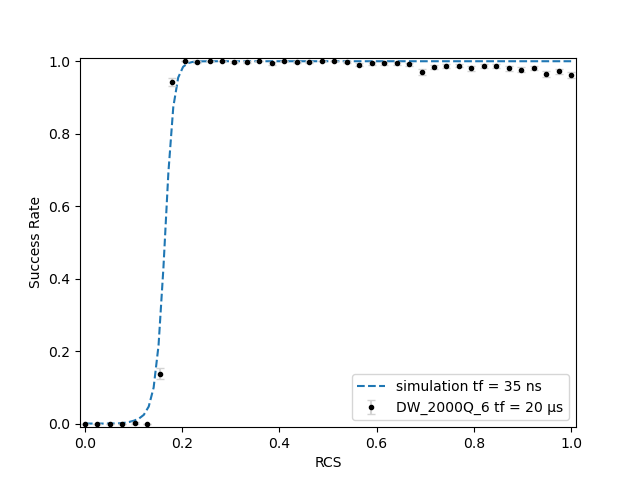 1.0
0.8
0.6
0.4
0.2
0.0
Success Rate
simulation tf = 35 ns
DW_2000Q_6 tf = 20 μs
0.0 0.2 0.4 0.6 0.8 1.0
RCS